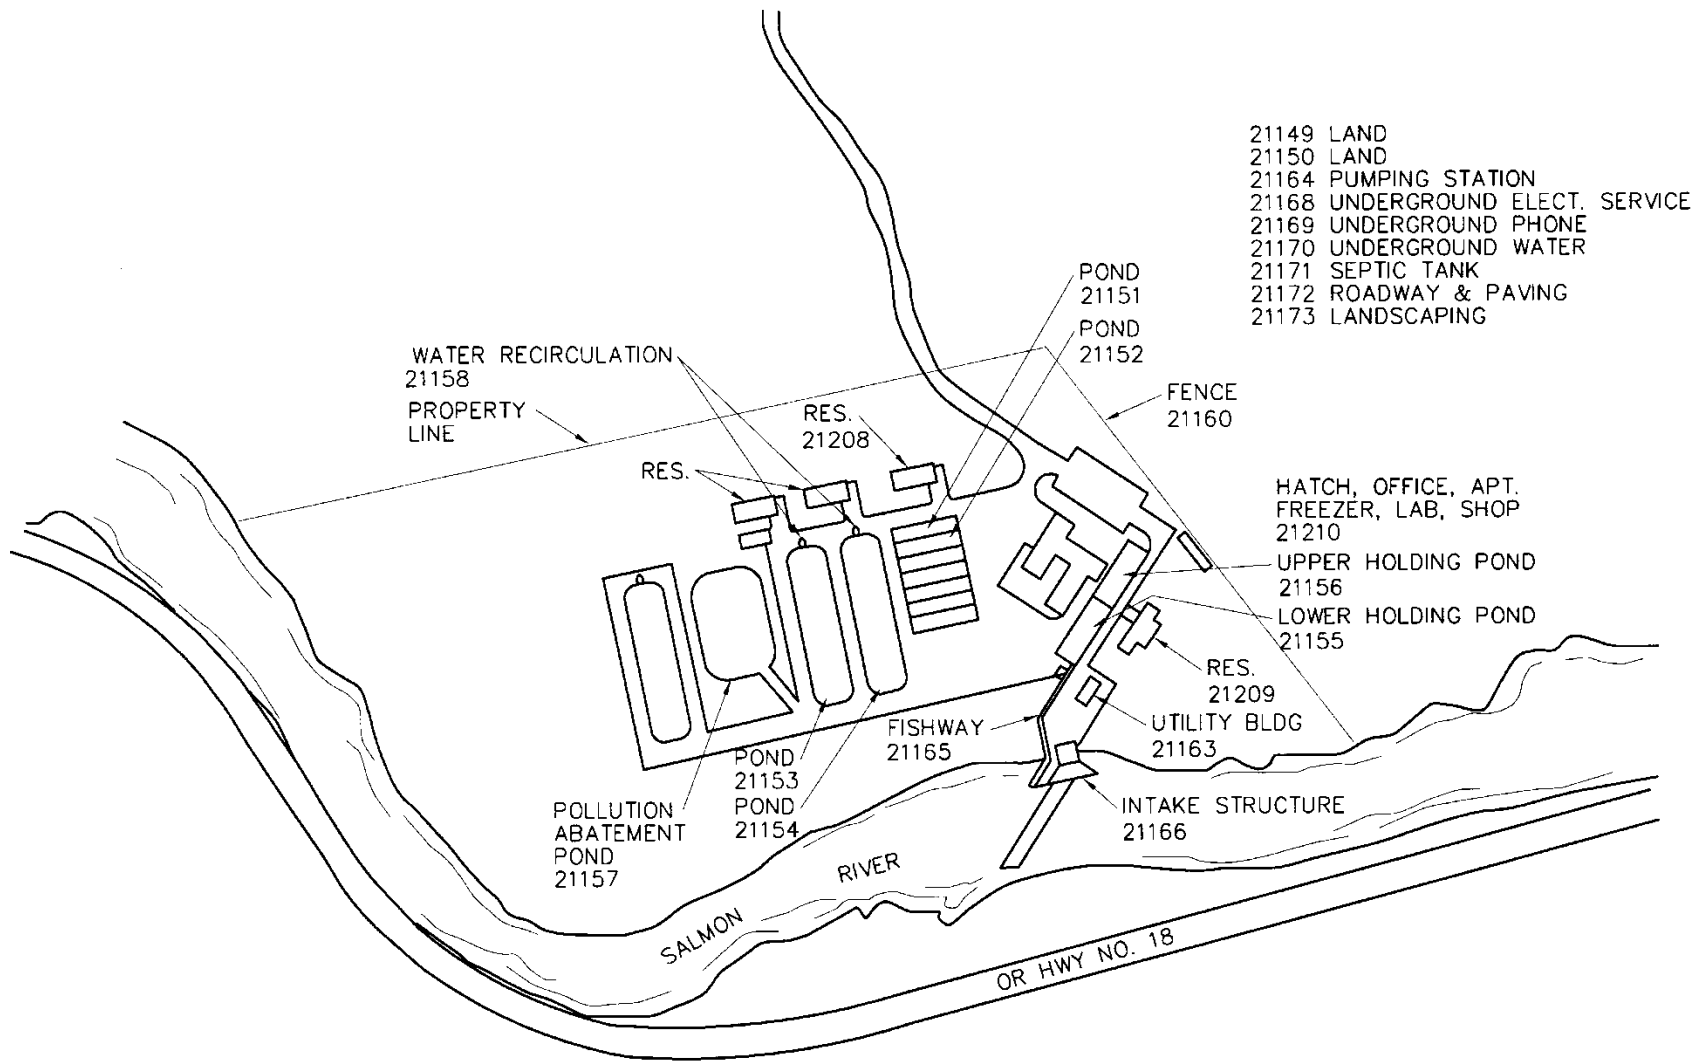 21149 LAND
21150 LAND
21164 PUMPING STATION
21168 UNDERGROUND ELECT. SERVICE
21169 UNDERGROUND PHONE
21170 UNDERGROUND WATER
21171 SEPTIC TANK
21172 ROADWAY & PAVING
21173 LANDSCAPING
POND
21151
POND
21152
WATER RECIRCULATION
21158
PROPERTY
LINE
FENCE
21160
RES.
21208
RES.
HATCH, OFFICE, APT.
FREEZER, LAB, SHOP
21210
UPPER HOLDING POND
21156
LOWER HOLDING POND
21155
RES.
21209
UTILITY BLDG
21163
FISHWAY
21165
POND
21153
POND
21154
POLLUTION
ABATEMENT
POND
21157
INTAKE STRUCTURE
21166
SALMON RIVER
OR HWY NO. 18